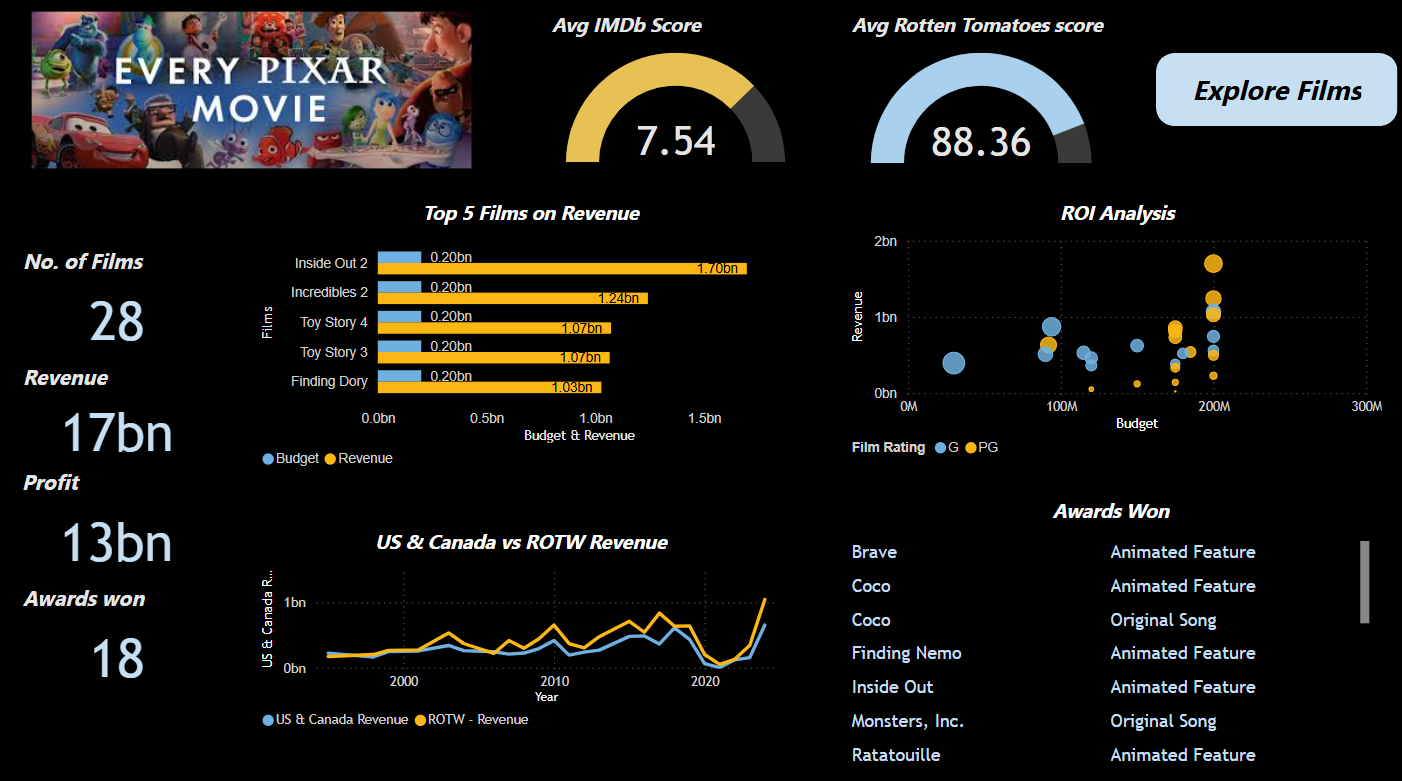 EVERY PIXAR
MOVIE
Avg IMDb Score
7.54
Avg Rotten Tomatoes score
88.36
Explore Films
No. of Films
28
Revenue
17bn
Profit
13bn
Awards won
18
Top 5 Films on Revenue
Films
Inside Out 2
0.20bn
1.70bn
Incredibles 2
0.20bn
1.24bn
Toy Story 4
0.20bn
1.07bn
Toy Story 3
0.20bn
1.07bn
Finding Dory
0.20bn
1.03bn
0.0bn 0.5bn 1.0bn 1.5bn
Budget & Revenue
Budget Revenue
ROI Analysis
Revenue
2bn
1bn
0bn
0M 100M 200M 300M
Budget
Film Rating G PG
US & Canada vs ROTW Revenue
US & Canada R...
1bn
0bn
2000 2010 2020
Year
US & Canada Revenue ROTW - Revenue
Awards Won
Brave Animated Feature
Coco Animated Feature
Coco Original Song
Finding Nemo Animated Feature
Inside Out Animated Feature
Monsters, Inc. Original Song
Ratatouille Animated Feature